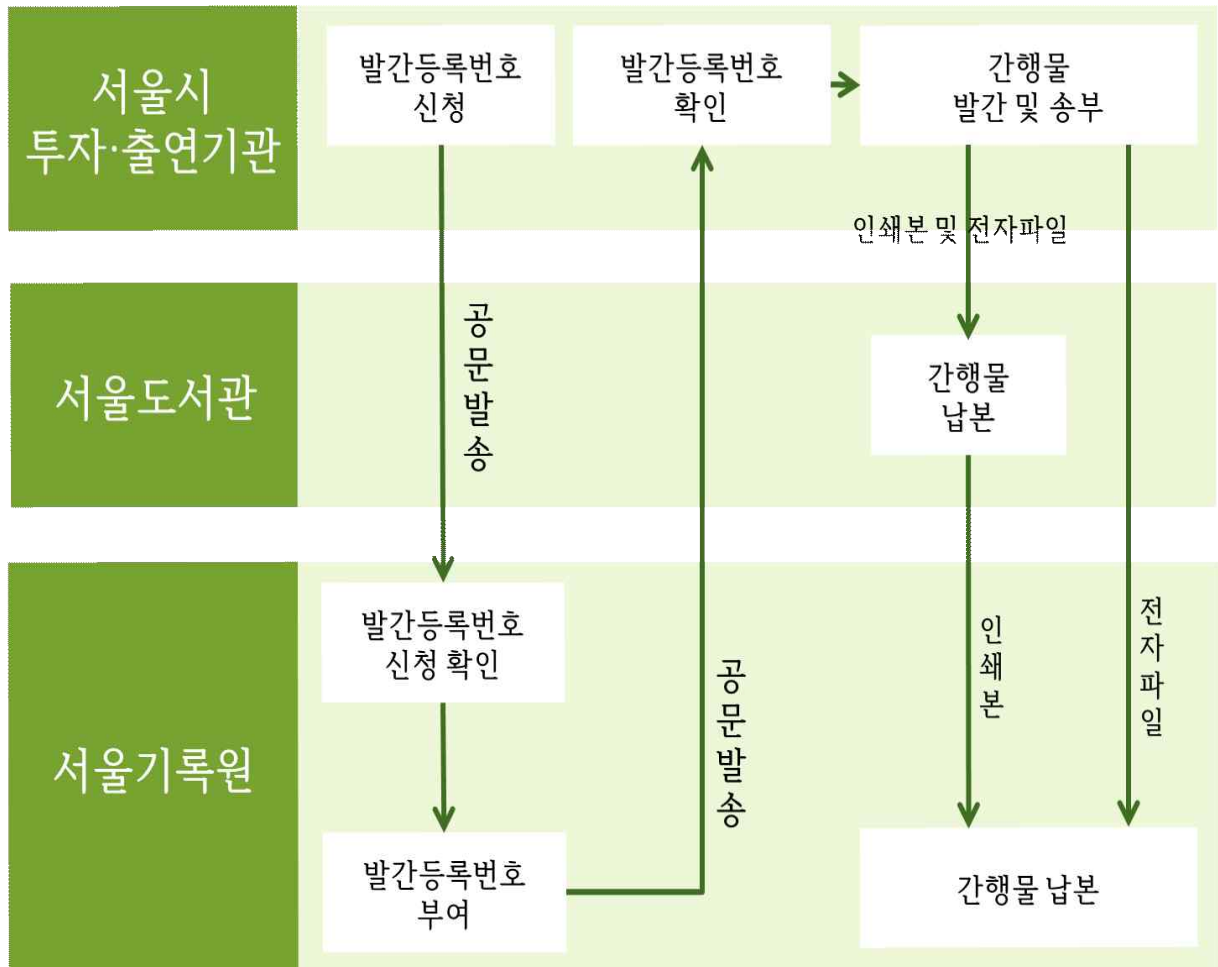 서울시
투자·출연기관
발간등록번호
신청
발간등록번호
확인
간행물
발간 및 송부
인쇄본 및 전자파일
공문발송
서울도서관
간행물
납본
서울기록원
발간등록번호
신청 확인
공문발송
인쇄본
전자파일
발간등록번호
부여
간행물 납본